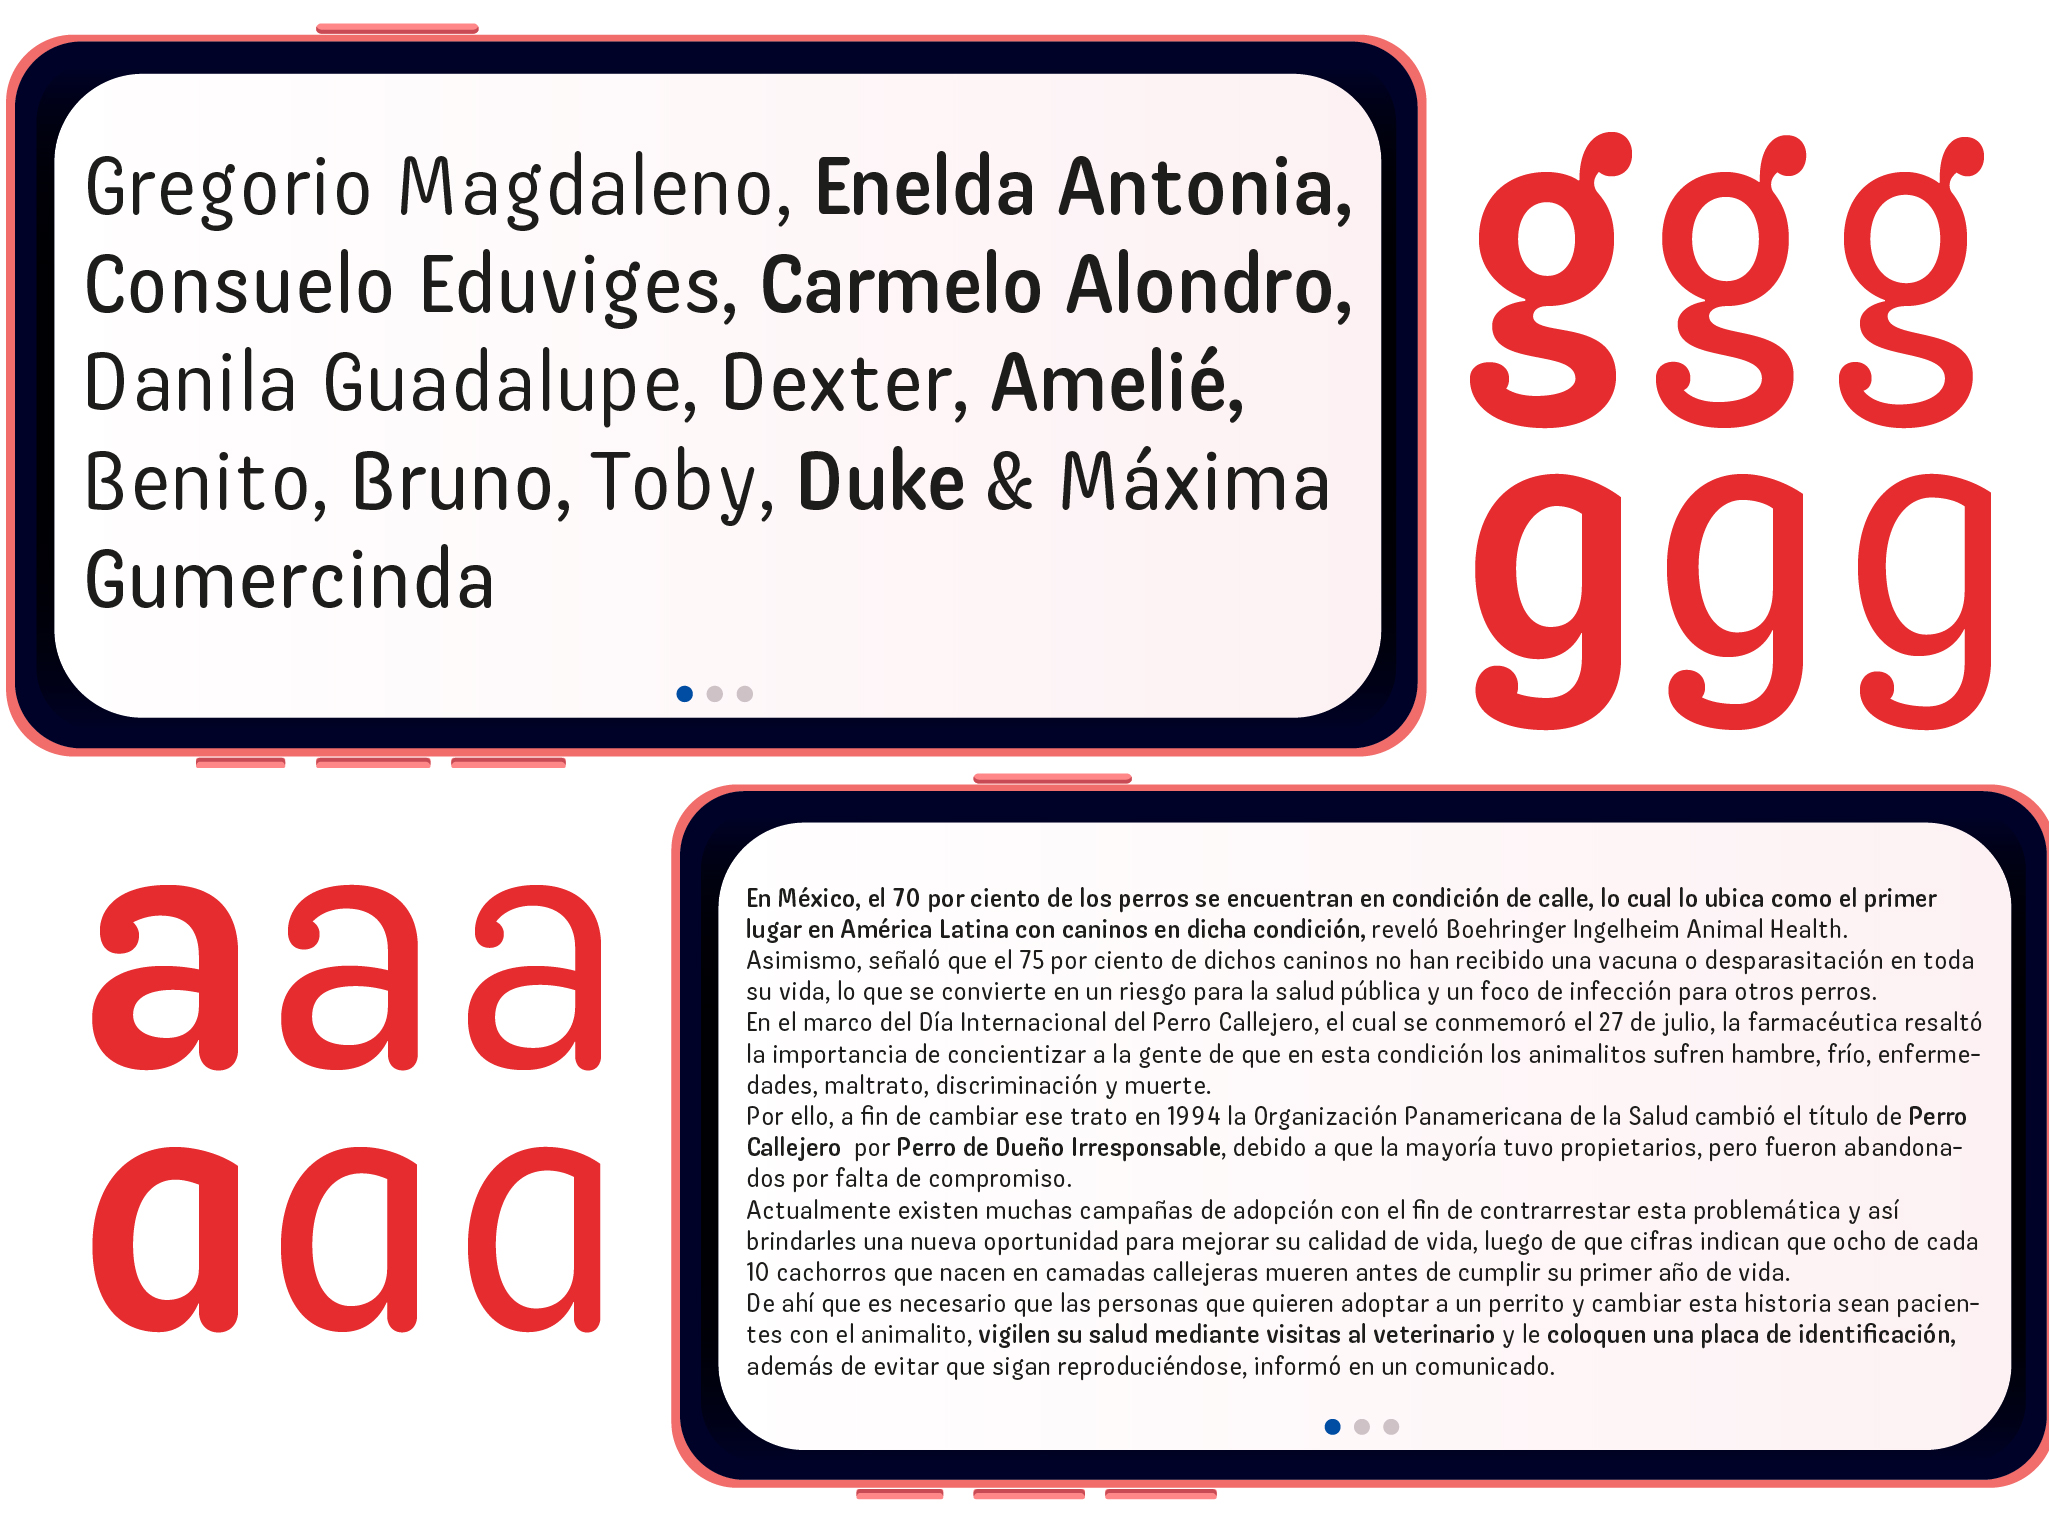 Gregorio Magdaleno, Enelda Antonia,
Consuelo Eduviges, Carmelo Alondro,
Danila Guadalupe, Dexter, Amelié,
Benito, Bruno, Toby, Duke & Máxima
Gumercinda
ggg
ggg
aaa
aaa
En México, el 70 por ciento de los perros se encuentran en condición de calle, lo cual lo ubica como el primer
lugar en América Latina con caninos en dicha condición, reveló Boehringer Ingelheim Animal Health.
Asimismo, señaló que el 75 por ciento de dichos caninos no han recibido una vacuna o desparasitación en toda
su vida, lo que se convierte en un riesgo para la salud pública y un foco de infección para otros perros.
En el marco del Día Internacional del Perro Callejero, el cual se conmemoró el 27 de julio, la farmacéutica resaltó
la importancia de concientizar a la gente de que en esta condición los animalitos sufren hambre, frío, enferme-
dades, maltrato, discriminación y muerte.
Por ello, a fin de cambiar ese trato en 1994 la Organización Panamericana de la Salud cambió el título de Perro
Callejero por Perro de Dueño Irresponsable, debido a que la mayoría tuvo propietarios, pero fueron abandona-
dos por falta de compromiso.
Actualmente existen muchas campañas de adopción con el fin de contrarrestar esta problemática y así
brindarles una nueva oportunidad para mejorar su calidad de vida, luego de que cifras indican que ocho de cada
10 cachorros que nacen en camadas callejeras mueren antes de cumplir su primer año de vida.
De ahí que es necesario que las personas que quieren adoptar a un perrito y cambiar esta historia sean pacien-
tes con el animalito, vigilen su salud mediante visitas al veterinario y le coloquen una placa de identificación,
además de evitar que sigan reproduciéndose, informó en un comunicado.